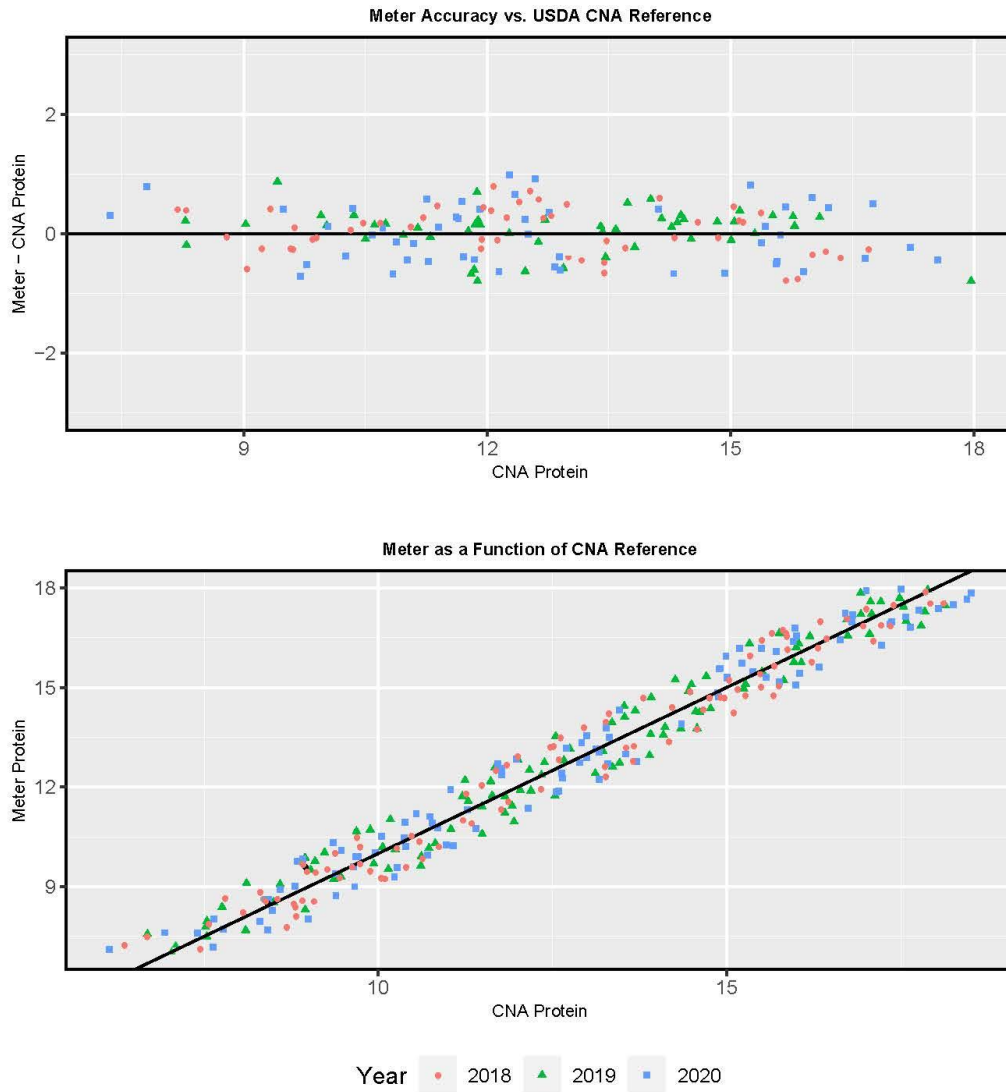 Meter Accuracy vs. USDA CNA Reference
2
0
−2
Meter − CNA Protein
9 12 15 18
CNA Protein
Meter as a Function of CNA Reference
18
15
12
9
Meter Protein
10 15
CNA Protein
Year 2018 2019 2020